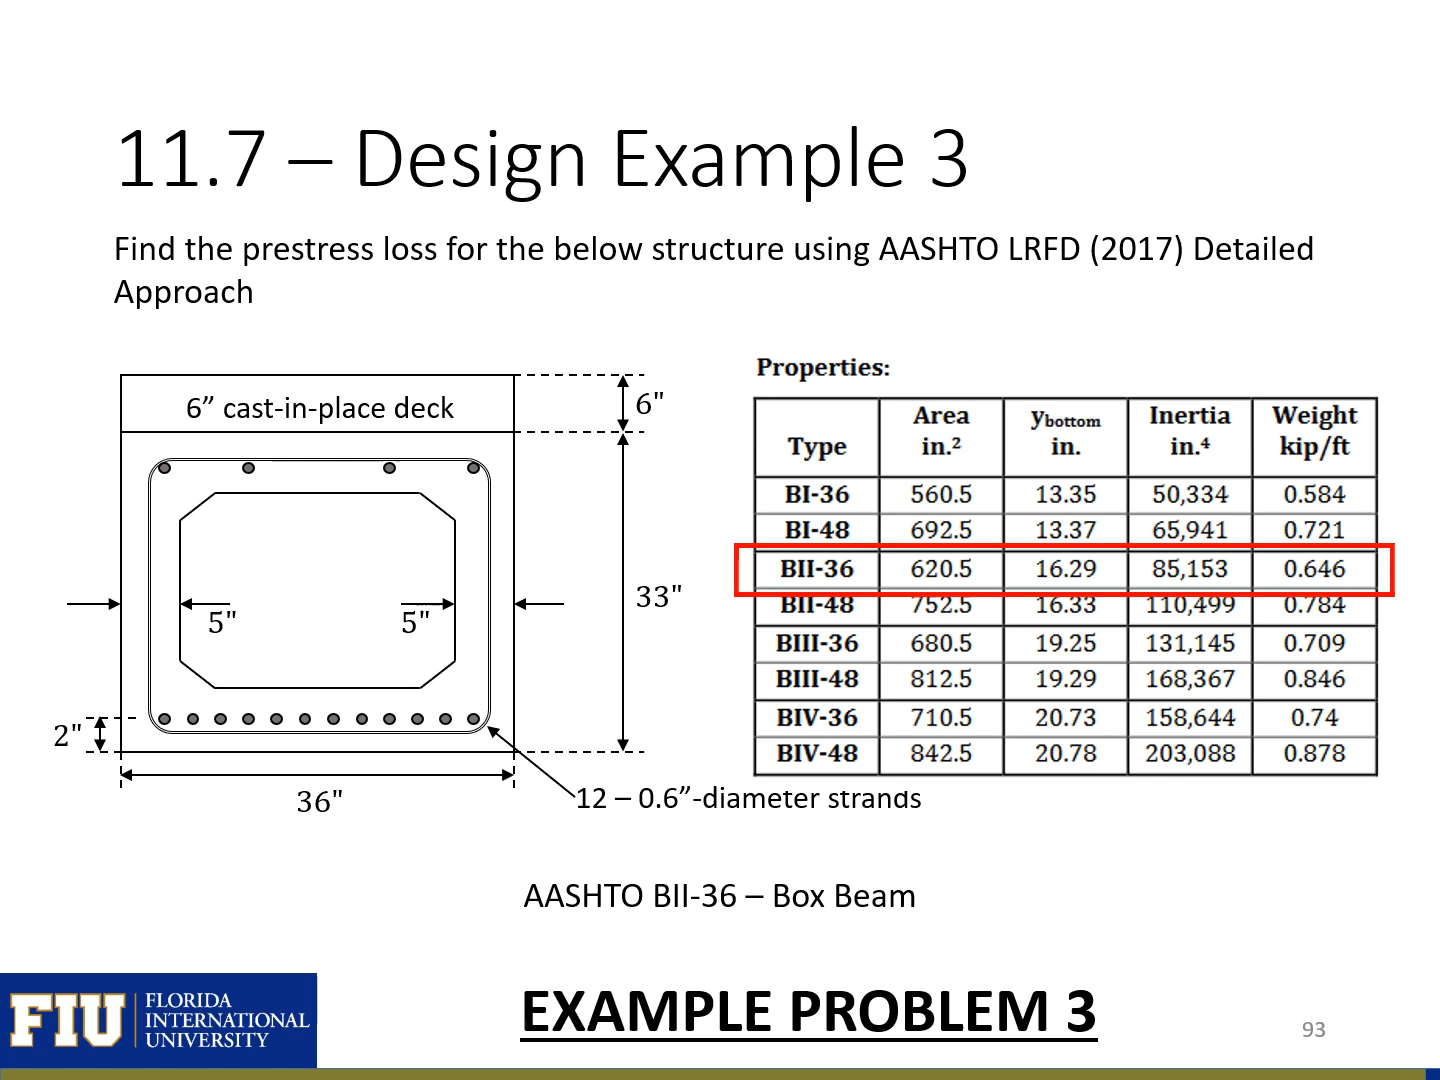 11.7 – Design Example 3
Find the prestress loss for the below structure using AASHTO LRFD (2017) Detailed
Approach
6” cast-in-place deck
6"
5"
5"
33"
2"
36"
12 – 0.6”-diameter strands
Properties:
Type Area in.² ybottom in. Inertia in.⁴ Weight kip/ft
BI-36 560.5 13.35 50,334 0.584
BI-48 692.5 13.37 65,941 0.721
BII-36 620.5 16.29 85,153 0.646
BII-48 752.5 16.33 110,499 0.784
BIII-36 680.5 19.25 131,145 0.709
BIII-48 812.5 19.29 168,367 0.846
BIV-36 710.5 20.73 158,644 0.74
BIV-48 842.5 20.78 203,088 0.878
AASHTO BII-36 – Box Beam
EXAMPLE PROBLEM 3
FIU
FLORIDA
INTERNATIONAL
UNIVERSITY
93